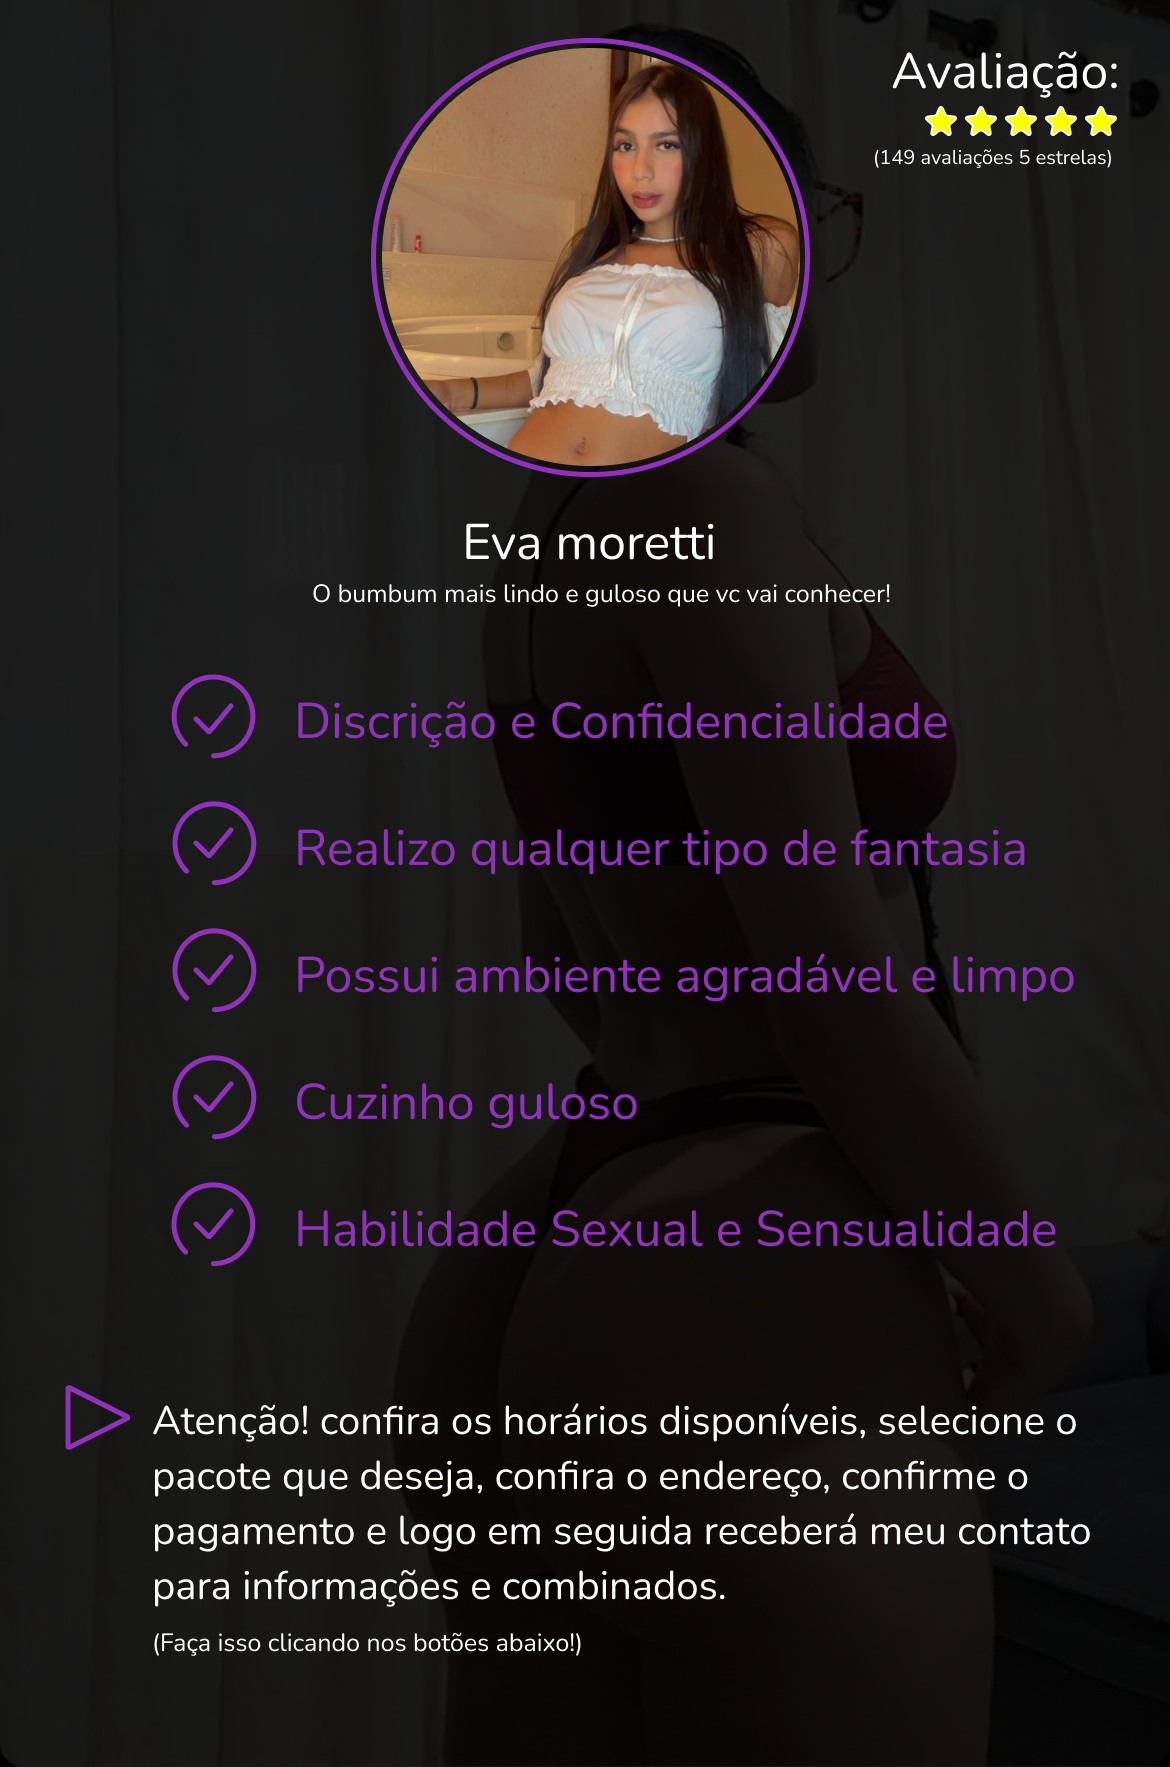 Avaliação:
(149 avaliações 5 estrelas)
Eva moretti
O bumbum mais lindo e guloso que vc vai conhecer!
Discrição e Confidencialidade
Realizo qualquer tipo de fantasia
Possui ambiente agradável e limpo
Cuzinho guloso
Habilidade Sexual e Sensualidade
Atenção! confira os horários disponíveis, selecione o
pacote que deseja, confira o endereço, confirme o
pagamento e logo em seguida receberá meu contato
para informações e combinados.
(Faça isso clicando nos botões abaixo!)